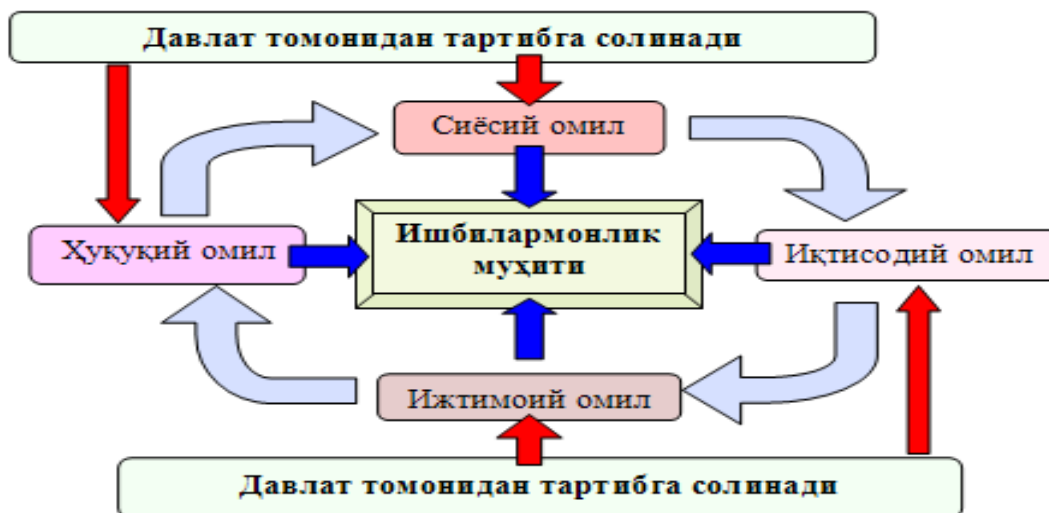 Давлат томонидан тартибга солинади
Сиёсий омил
Ҳуқуқий омил
Ишбилармонлик
муҳити
Иқтисодий омил
Ижтимоий омил
Давлат томонидан тартибга солинади